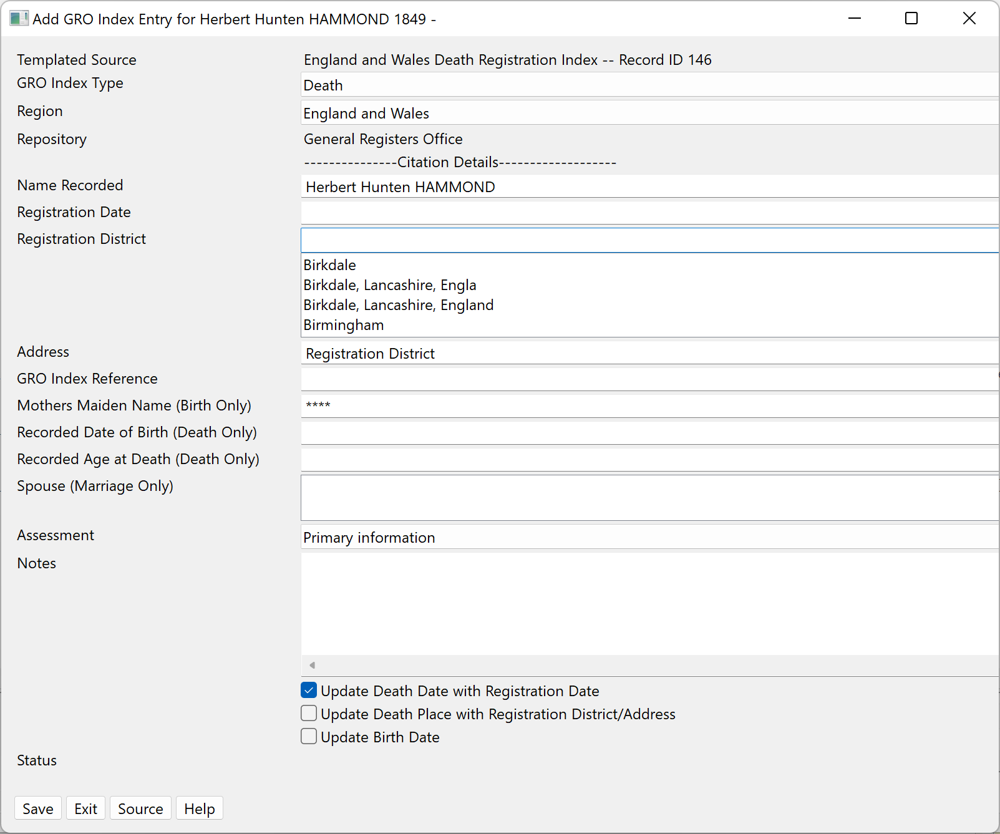 Add GRO Index Entry for Herbert Hunten HAMMOND 1849 -
Templated Source England and Wales Death Registration Index -- Record ID 146
GRO Index Type Death
Region England and Wales
Repository General Registers Office
---------------Citation Details-------------------
Name Recorded Herbert Hunten HAMMOND
Registration Date
Registration District
Birkdale
Birkdale, Lancashire, Engla
Birkdale, Lancashire, England
Birmingham
Address Registration District
GRO Index Reference
Mothers Maiden Name (Birth Only) ****
Recorded Date of Birth (Death Only)
Recorded Age at Death (Death Only)
Spouse (Marriage Only)
Assessment Primary information
Notes
Update Death Date with Registration Date
Update Death Place with Registration District/Address
Update Birth Date
Status
Save Exit Source Help